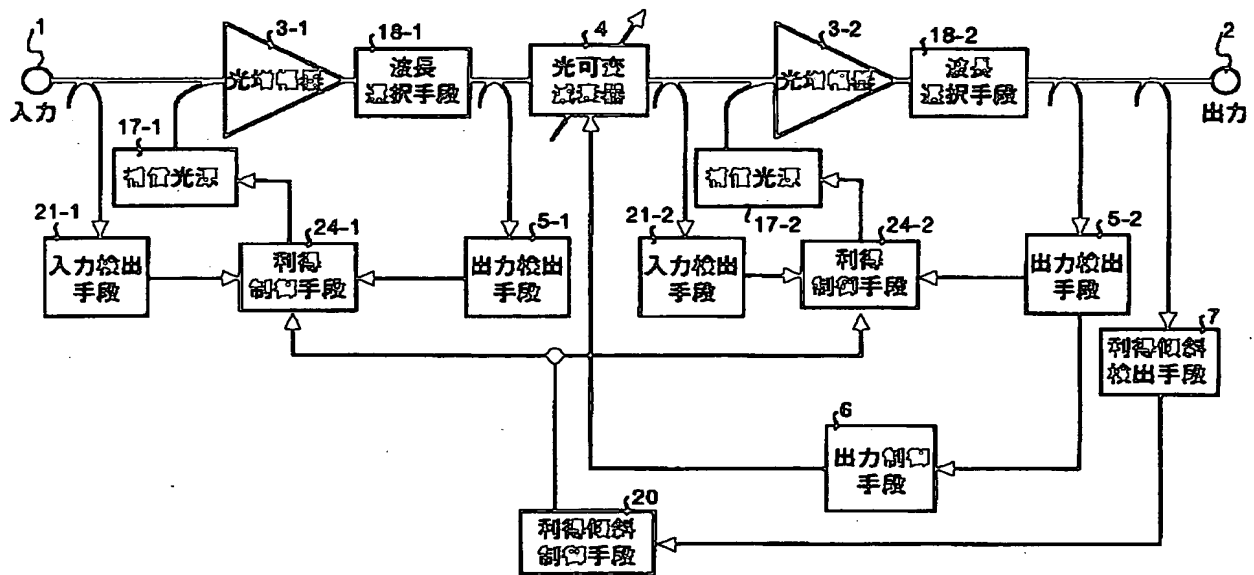 1
入力
3-1
光増幅器
18-1
波長
選択手段
4
光可変
減衰器
3-2
光増幅器
18-2
波長
選択手段
2
出力
17-1
補償光源
17-2
補償光源
21-1
入力検出
手段
24-1
利得
制御手段
5-1
出力検出
手段
21-2
入力検出
手段
24-2
利得
制御手段
5-2
出力検出
手段
7
利得傾斜
検出手段
6
出力制御
手段
20
利得傾斜
制御手段